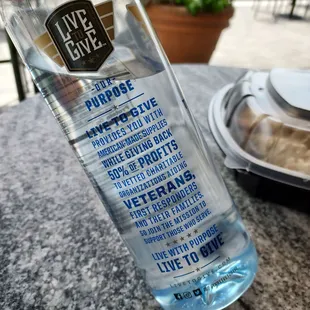 LIVE
TO
GIVE
OUR
PURPOSE
LIVE TO GIVE
PROVIDES YOU WITH
AMERICAN-MADE SUPPLIES
WHILE GIVING BACK
50% OF PROFITS
TO VETTED CHARITABLE
ORGANIZATIONS AIDING
VETERANS,
FIRST RESPONDERS
AND THEIR FAMILIES
SO JOIN THE MISSION TO
SUPPORT THOSE WHO SERVE.
LIVE WITH PURPOSE
LIVE TO GIVE